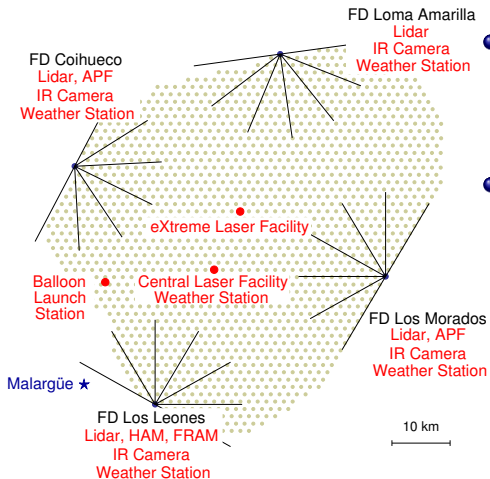 FD Loma Amarilla
Lidar
IR Camera
Weather Station
FD Coihueco
Lidar, APF
IR Camera
Weather Station
eXtreme Laser Facility
Balloon
Launch
Station
Central Laser Facility
Weather Station
FD Los Morados
Lidar, APF
IR Camera
Weather Station
Malargüe
FD Los Leones
Lidar, HAM, FRAM
IR Camera
Weather Station
10 km